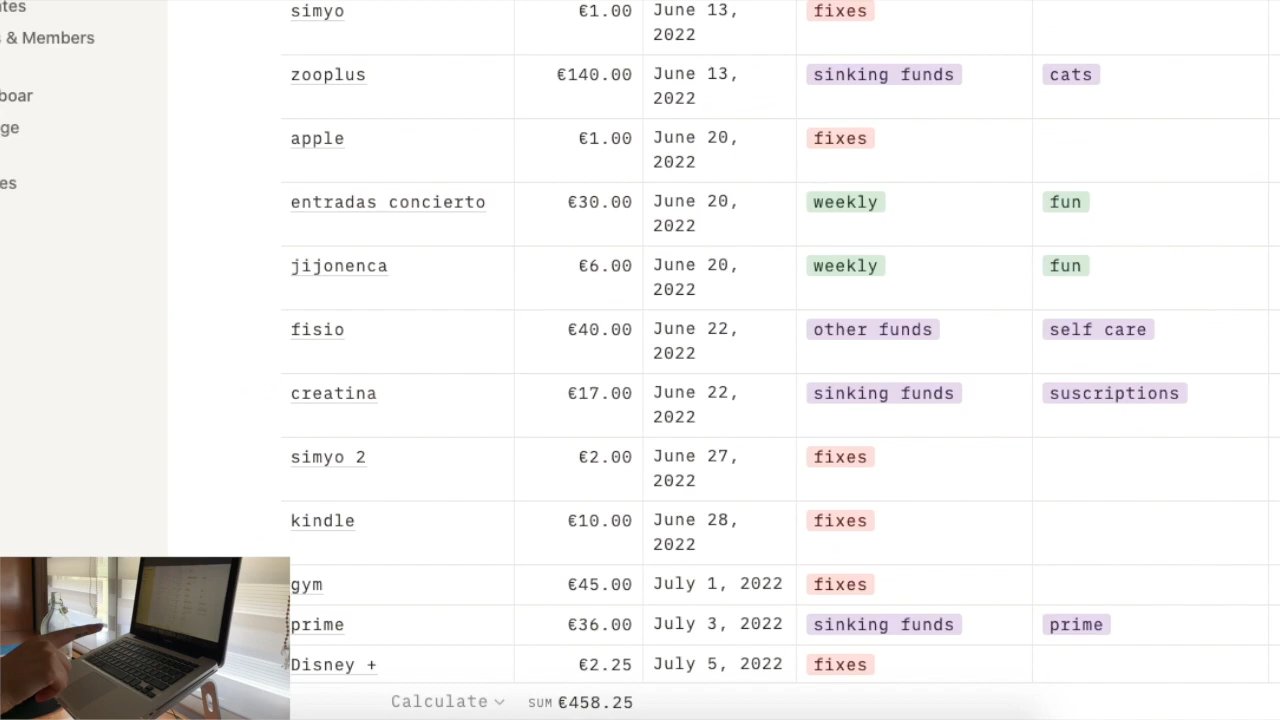 ates
simyo €1.00 June 13, 2022 fixes
s & Members
zooplus €140.00 June 13, 2022 sinking funds cats
boar
ge
apple €1.00 June 20, 2022 fixes
es
entradas concierto €30.00 June 20, 2022 weekly fun
jijonenca €6.00 June 20, 2022 weekly fun
fisio €40.00 June 22, 2022 other funds self care
creatina €17.00 June 22, 2022 sinking funds suscriptions
simyo 2 €2.00 June 27, 2022 fixes
kindle €10.00 June 28, 2022 fixes
gym €45.00 July 1, 2022 fixes
prime €36.00 July 3, 2022 sinking funds prime
Disney + €2.25 July 5, 2022 fixes
Calculate SUM €458.25